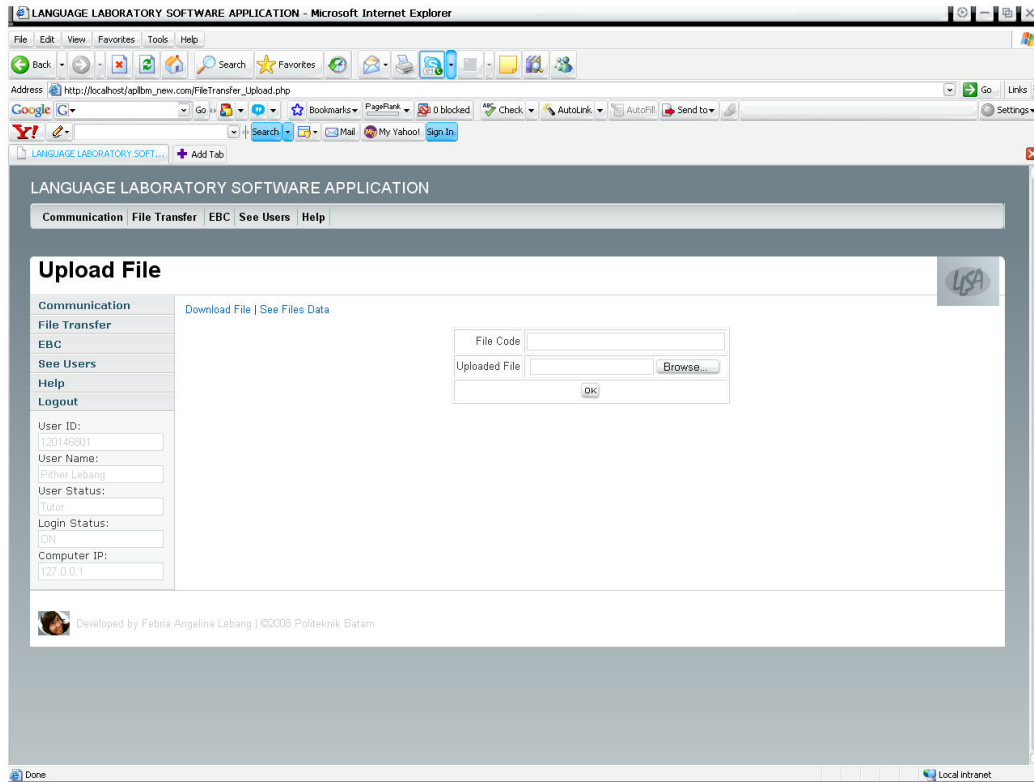 LANGUAGE LABORATORY SOFTWARE APPLICATION - Microsoft Internet Explorer
File Edit View Favorites Tools Help
Back Search Favorites
Address http://localhost/apllbm_new.com/FileTransfer_Upload.php Go Links
Google G Go Bookmarks PageRank 0 blocked ABC Check AutoLink AutoFill Send to Settings
Y! Search Mail My Yahoo! Sign In
LANGUAGE LABORATORY SOFT... Add Tab
LANGUAGE LABORATORY SOFTWARE APPLICATION
Communication File Transfer EBC See Users Help
Upload File
LLSA
Communication
File Transfer
EBC
See Users
Help
Logout
User ID:
120146801
User Name:
Pither Lebang
User Status:
Tutor
Login Status:
ON
Computer IP:
127.0.0.1
Download File | See Files Data
File Code
Uploaded File Browse...
OK
Developed by Febria Angelina Lebang | ©2008 Politeknik Batam
Done Local intranet